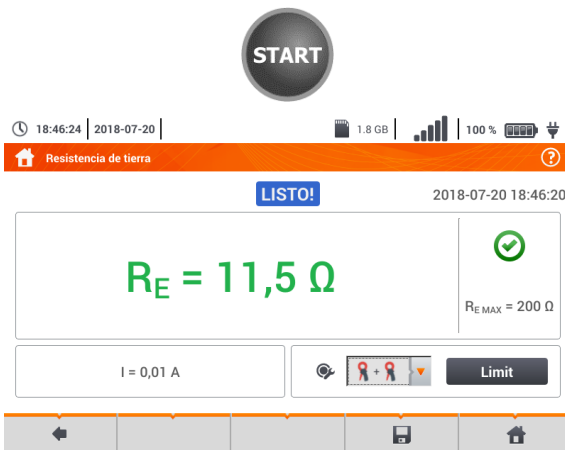 START
18:46:24 2018-07-20 1.8 GB 100 %
Resistencia de tierra ?
LISTO! 2018-07-20 18:46:20
RE = 11,5 Ω
RE MAX = 200 Ω
I = 0,01 A + Limit